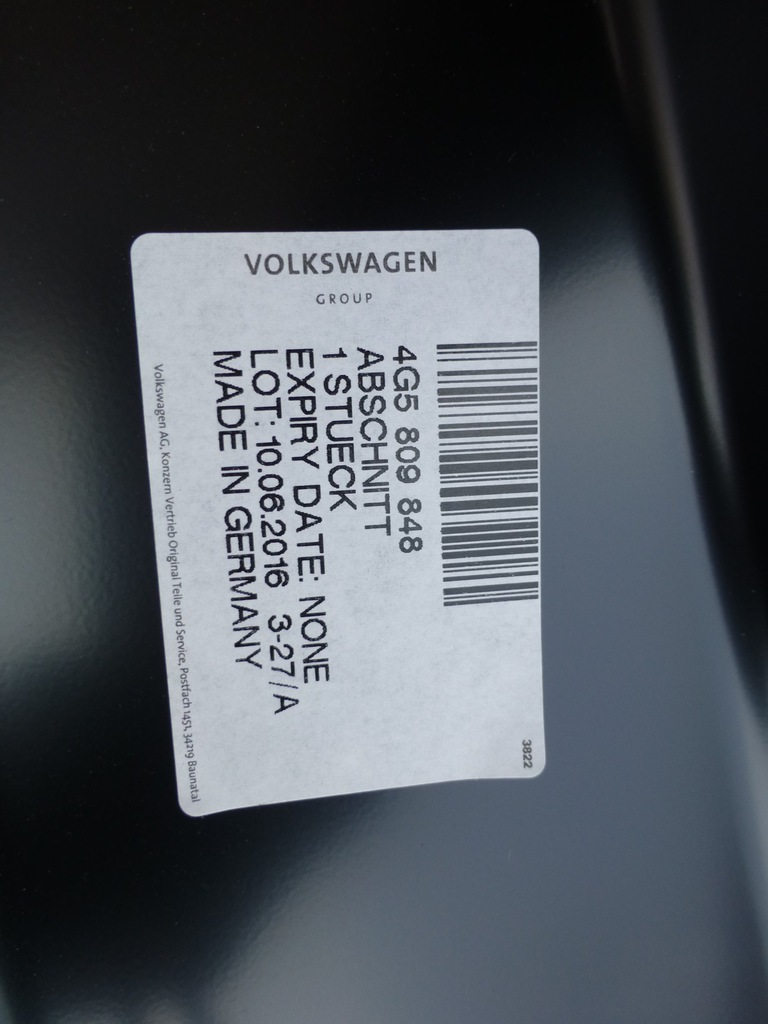 VOLKSWAGEN
GROUP
4G5 809 848
ABSCHNITT
1 STUECK
EXPIRY DATE: NONE
LOT: 10.06.2016 3-27/A
MADE IN GERMANY
3822
Volkswagen AG, Konzern Vertrieb Original Teile und Service, Postfach 1451, 34219 Baunatal